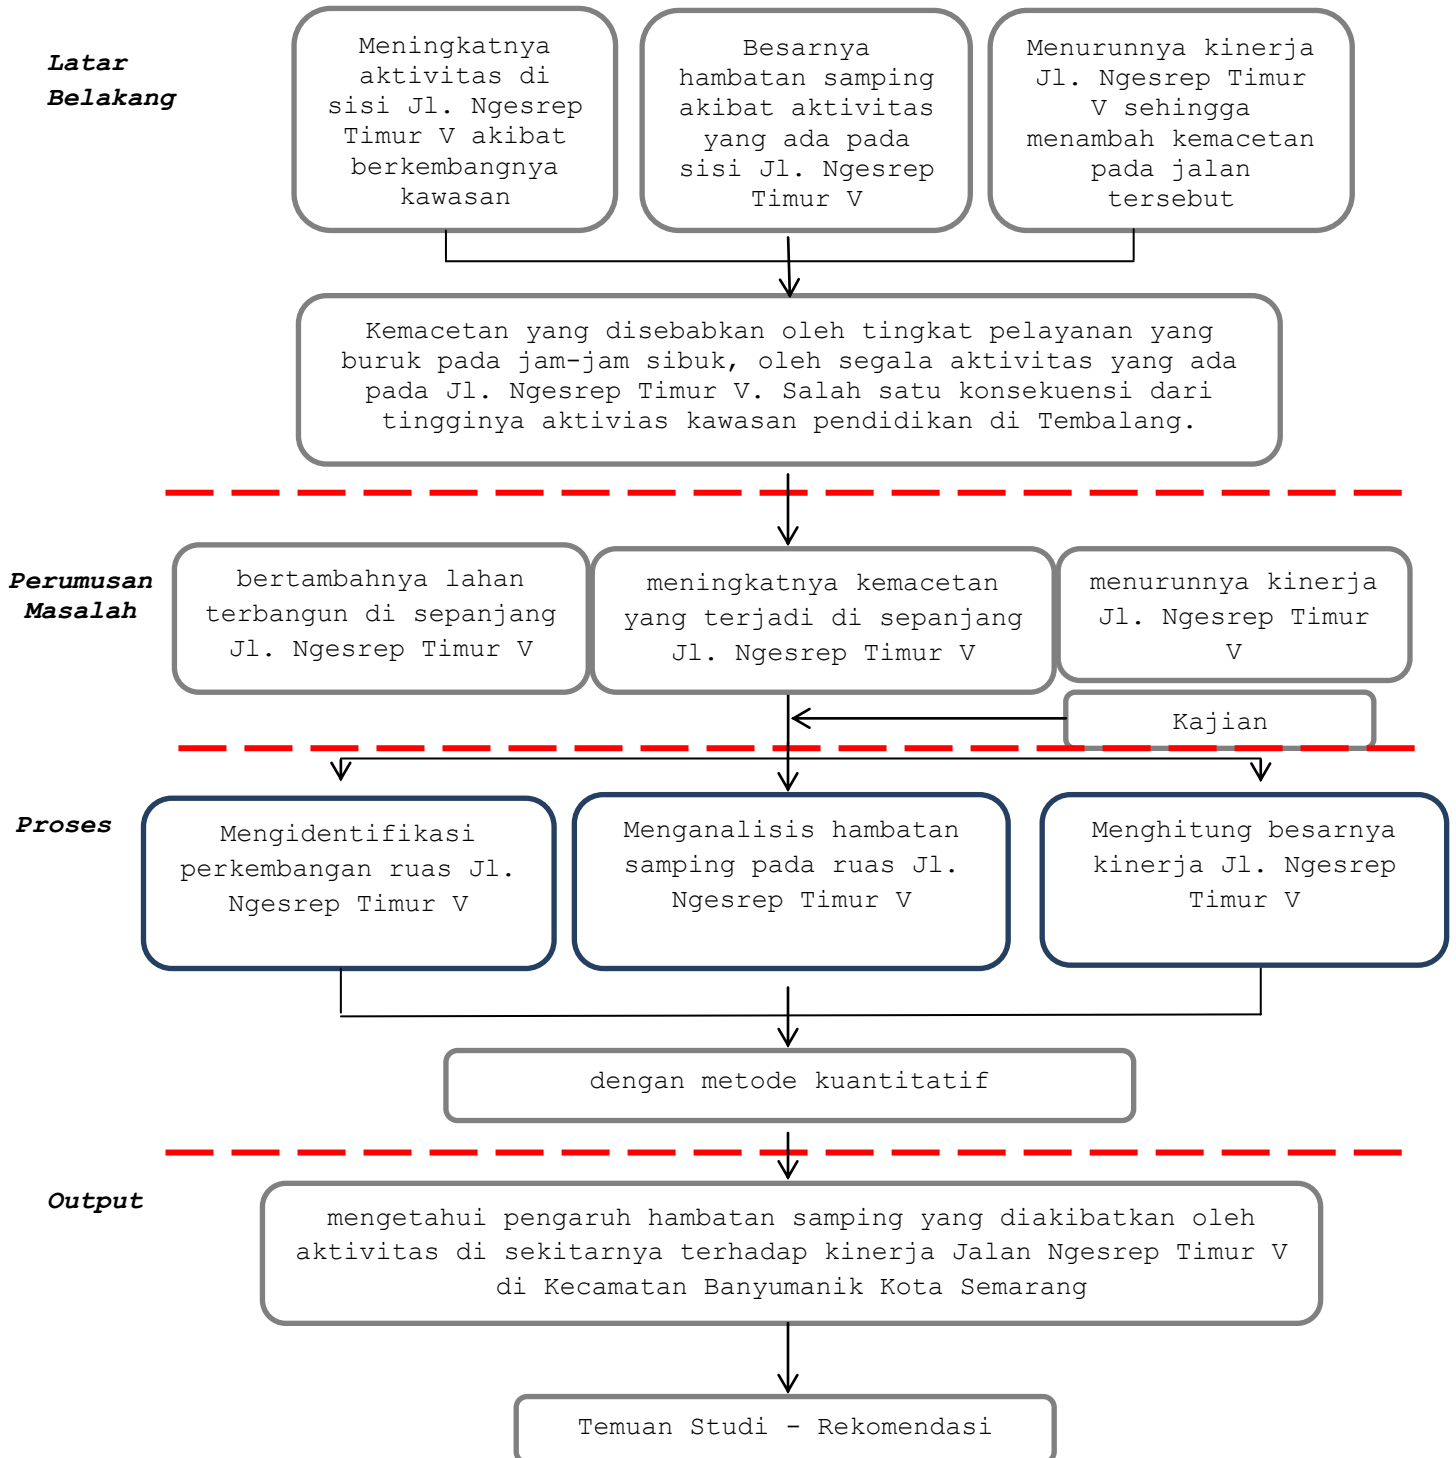 Latar
Belakang
Meningkatnya
aktivitas di
sisi Jl. Ngesrep
Timur V akibat
berkembangnya
kawasan
Besarnya
hambatan samping
akibat aktivitas
yang ada pada
sisi Jl. Ngesrep
Timur V
Menurunnya kinerja
Jl. Ngesrep Timur
V sehingga
menambah kemacetan
pada jalan
tersebut
Kemacetan yang disebabkan oleh tingkat pelayanan yang
buruk pada jam-jam sibuk, oleh segala aktivitas yang ada
pada Jl. Ngesrep Timur V. Salah satu konsekuensi dari
tingginya aktivias kawasan pendidikan di Tembalang.
Perumusan
Masalah
bertambahnya lahan
terbangun di sepanjang
Jl. Ngesrep Timur V
meningkatnya kemacetan
yang terjadi di sepanjang
Jl. Ngesrep Timur V
menurunnya kinerja
Jl. Ngesrep Timur
V
Kajian
Proses
Mengidentifikasi
perkembangan ruas Jl.
Ngesrep Timur V
Menganalisis hambatan
samping pada ruas Jl.
Ngesrep Timur V
Menghitung besarnya
kinerja Jl. Ngesrep
Timur V
dengan metode kuantitatif
Output
mengetahui pengaruh hambatan samping yang diakibatkan oleh
aktivitas di sekitarnya terhadap kinerja Jalan Ngesrep Timur V
di Kecamatan Banyumanik Kota Semarang
Temuan Studi - Rekomendasi